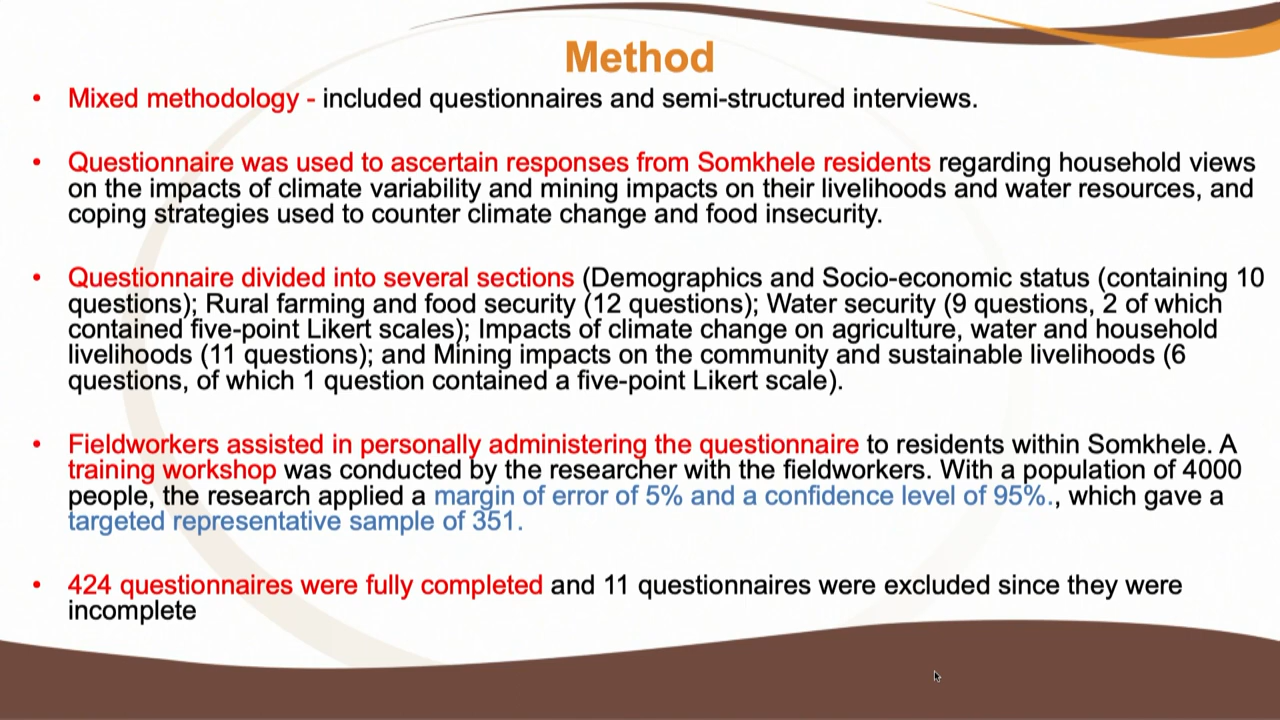 Method
• Mixed methodology - included questionnaires and semi-structured interviews.
• Questionnaire was used to ascertain responses from Somkhele residents regarding household views
on the impacts of climate variability and mining impacts on their livelihoods and water resources, and
coping strategies used to counter climate change and food insecurity.
• Questionnaire divided into several sections (Demographics and Socio-economic status (containing 10
questions); Rural farming and food security (12 questions); Water security (9 questions, 2 of which
contained five-point Likert scales); Impacts of climate change on agriculture, water and household
livelihoods (11 questions); and Mining impacts on the community and sustainable livelihoods (6
questions, of which 1 question contained a five-point Likert scale).
• Fieldworkers assisted in personally administering the questionnaire to residents within Somkhele. A
training workshop was conducted by the researcher with the fieldworkers. With a population of 4000
people, the research applied a margin of error of 5% and a confidence level of 95%., which gave a
targeted representative sample of 351.
• 424 questionnaires were fully completed and 11 questionnaires were excluded since they were
incomplete